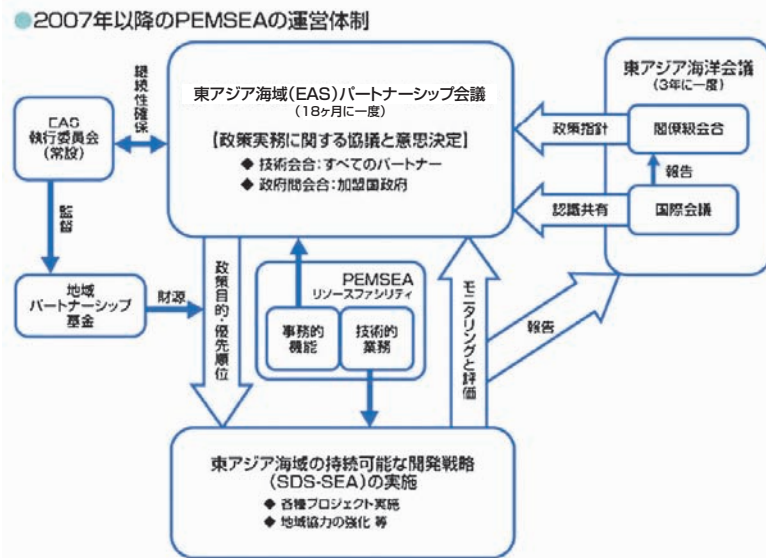 ●2007年以降のPEMSEAの運営体制
継続性確保
EAS
執行委員会
(常設)
監督
地域
パートナーシップ
基金
財源
東アジア海域(EAS)パートナーシップ会議
(18ヶ月に一度)
【政策実務に関する協議と意思決定】
◆ 技術会合:すべてのパートナー
◆ 政府間会合:加盟国政府
東アジア海洋会議
(3年に一度)
政策指針
閣僚級会合
報告
認識共有
国際会議
政策目的・優先順位
PEMSEA
リソースファシリティ
事務的
機能
技術的
業務
モニタリングと評価
報告
東アジア海域の持続可能な開発戦略
(SDS-SEA)の実施
◆ 各種プロジェクト実施
◆ 地域協力の強化 等